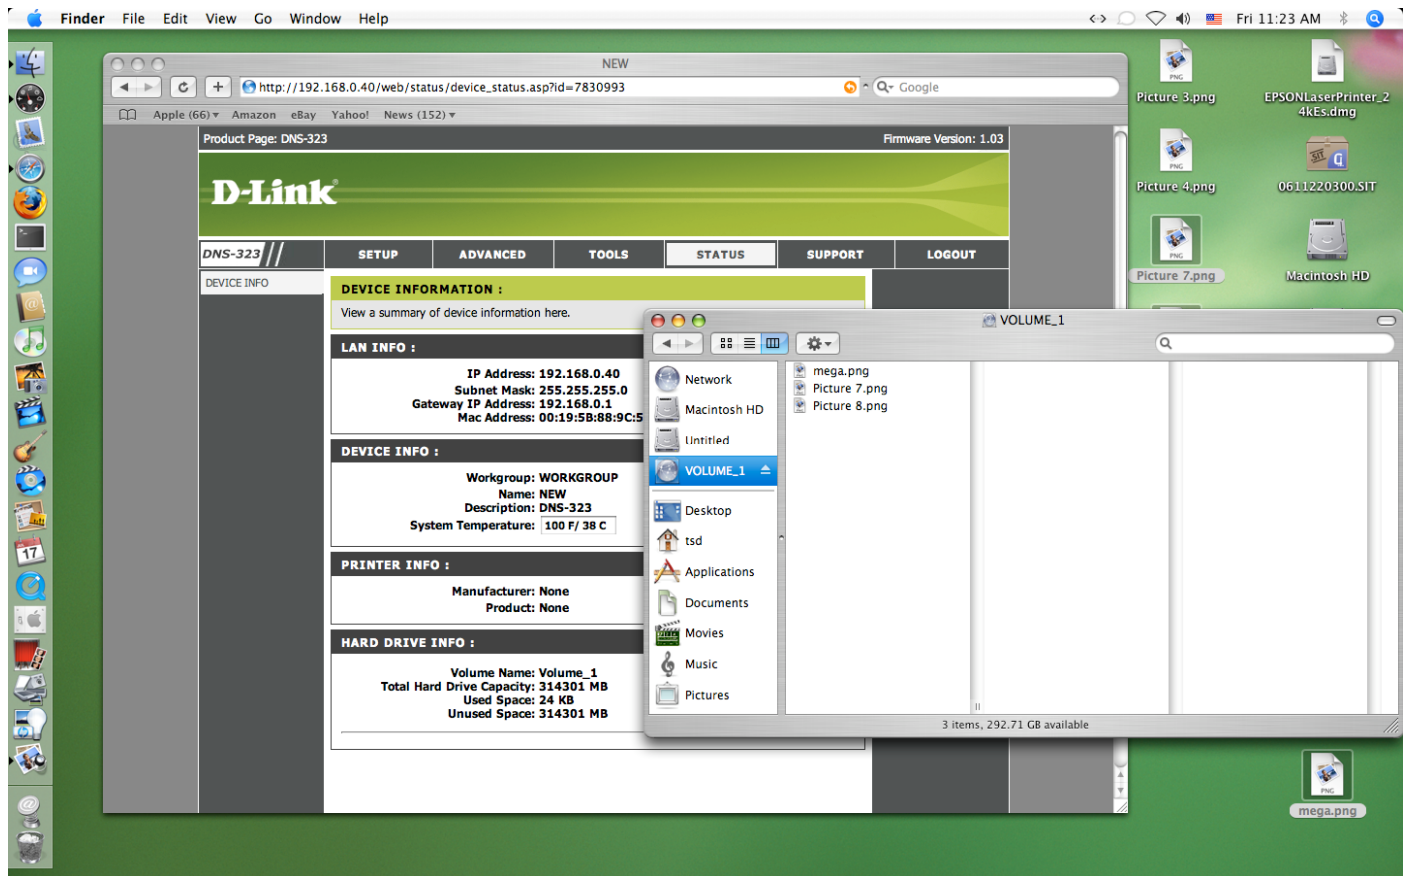 Finder File Edit View Go Window Help
Fri 11:23 AM
NEW
http://192.168.0.40/web/status/device_status.asp?id=7830993
Google
Apple (66) Amazon eBay Yahoo! News (152)
Product Page: DNS-323
Firmware Version: 1.03
D-Link
DNS-323
SETUP ADVANCED TOOLS STATUS SUPPORT LOGOUT
DEVICE INFO
DEVICE INFORMATION :
View a summary of device information here.
LAN INFO :
IP Address: 192.168.0.40
Subnet Mask: 255.255.255.0
Gateway IP Address: 192.168.0.1
Mac Address: 00:19:5B:88:9C:5
DEVICE INFO :
Workgroup: WORKGROUP
Name: NEW
Description: DNS-323
System Temperature: 100 F/ 38 C
PRINTER INFO :
Manufacturer: None
Product: None
HARD DRIVE INFO :
Volume Name: Volume_1
Total Hard Drive Capacity: 314301 MB
Used Space: 24 KB
Unused Space: 314301 MB
VOLUME_1
Network
Macintosh HD
Untitled
VOLUME_1
Desktop
tsd
Applications
Documents
Movies
Music
Pictures
mega.png
Picture 7.png
Picture 8.png
3 items, 292.71 GB available
PNG
Picture 3.png
EPSONLaserPrinter_2
4kEs.dmg
PNG
Picture 4.png
SIT
0611220300.SIT
PNG
Picture 7.png
Macintosh HD
PNG
mega.png
17